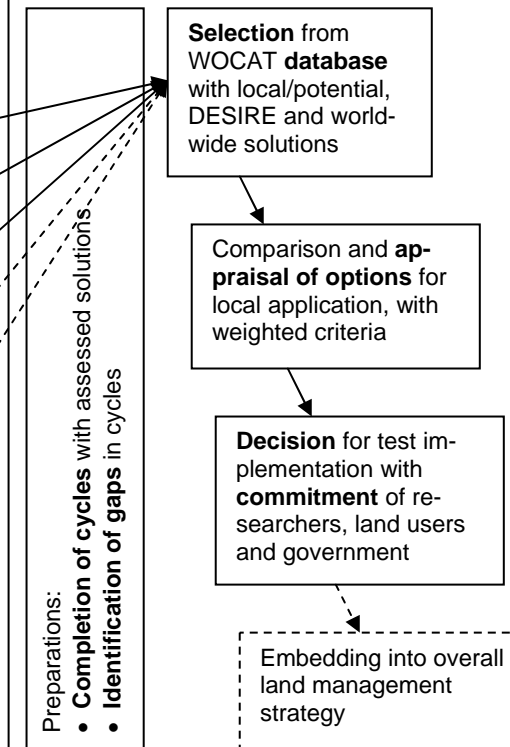 Preparations:
• Completion of cycles with assessed solutions
• Identification of gaps in cycles
Selection from
WOCAT database
with local/potential,
DESIRE and world-
wide solutions
Comparison and ap-
praisal of options for
local application, with
weighted criteria
Decision for test im-
plementation with
commitment of re-
searchers, land users
and government
Embedding into overall
land management
strategy